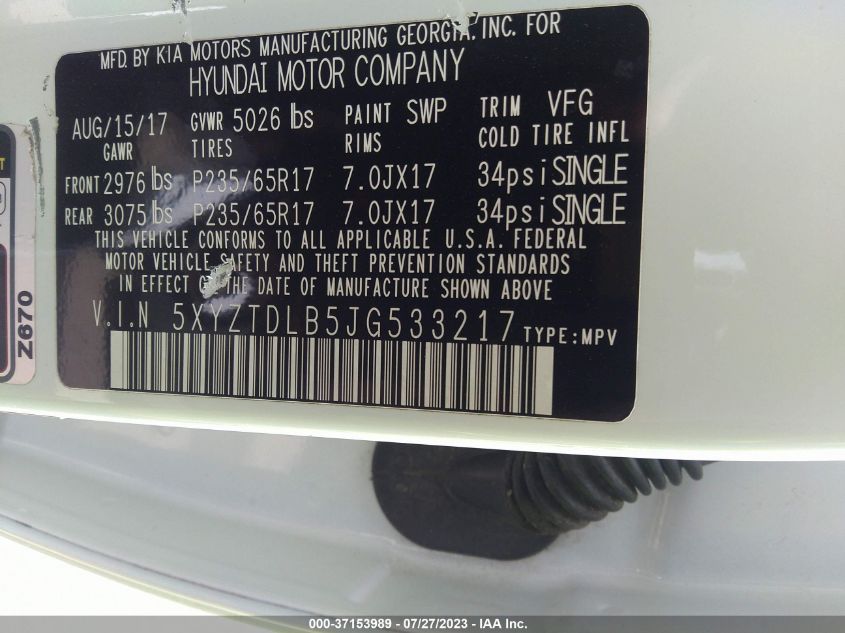 MFD. BY KIA MOTORS MANUFACTURING GEORGIA, INC. FOR
HYUNDAI MOTOR COMPANY
AUG/15/17 GVWR 5026 lbs PAINT SWP TRIM VFG
GAWR TIRES RIMS COLD TIRE INFL
FRONT 2976 lbs P235/65R17 7.0JX17 34psi SINGLE
REAR 3075 lbs P235/65R17 7.0JX17 34psi SINGLE
THIS VEHICLE CONFORMS TO ALL APPLICABLE U.S.A. FEDERAL
MOTOR VEHICLE SAFETY AND THEFT PREVENTION STANDARDS
IN EFFECT ON THE DATE OF MANUFACTURE SHOWN ABOVE
V.I.N 5XYZTDLB5JG533217 TYPE:MPV
Z670
000-37153989 - 07/27/2023 - IAA, Inc.